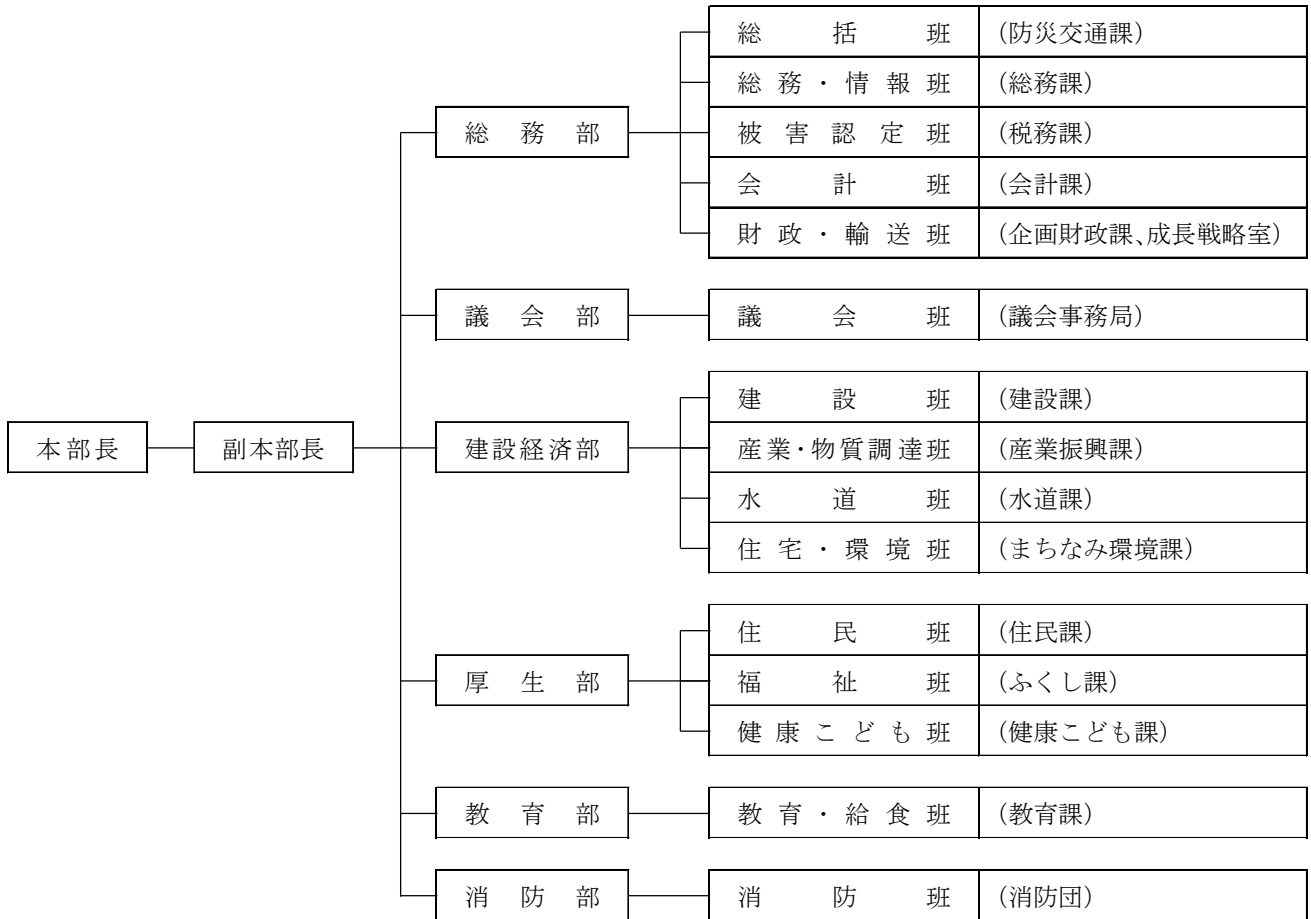 総括班 (防災交通課)
総務・情報班 (総務課)
総務部 被害認定班 (税務課)
会計班 (会計課)
財政・輸送班 (企画財政課、成長戦略室)
議会部 議会班 (議会事務局)
建設班 (建設課)
本部長 副本部長 建設経済部 産業・物質調達班 (産業振興課)
水道班 (水道課)
住宅・環境班 (まちなみ環境課)
住民班 (住民課)
厚生部 福祉班 (ふくし課)
健康こども班 (健康こども課)
教育部 教育・給食班 (教育課)
消防部 消防班 (消防団)